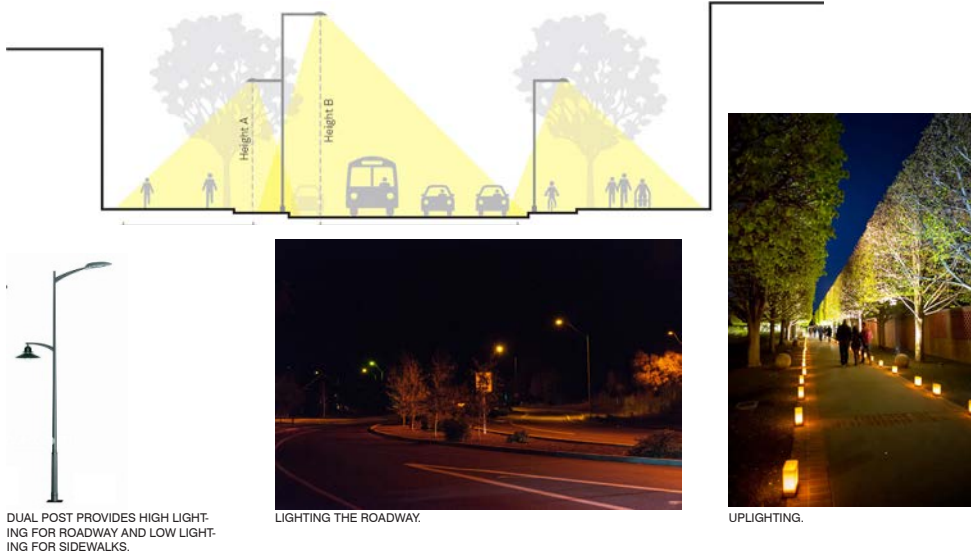 Height A
Height B
DUAL POST PROVIDES HIGH LIGHT-
ING FOR ROADWAY AND LOW LIGHT-
ING FOR SIDEWALKS.
LIGHTING THE ROADWAY.
UPLIGHTING.